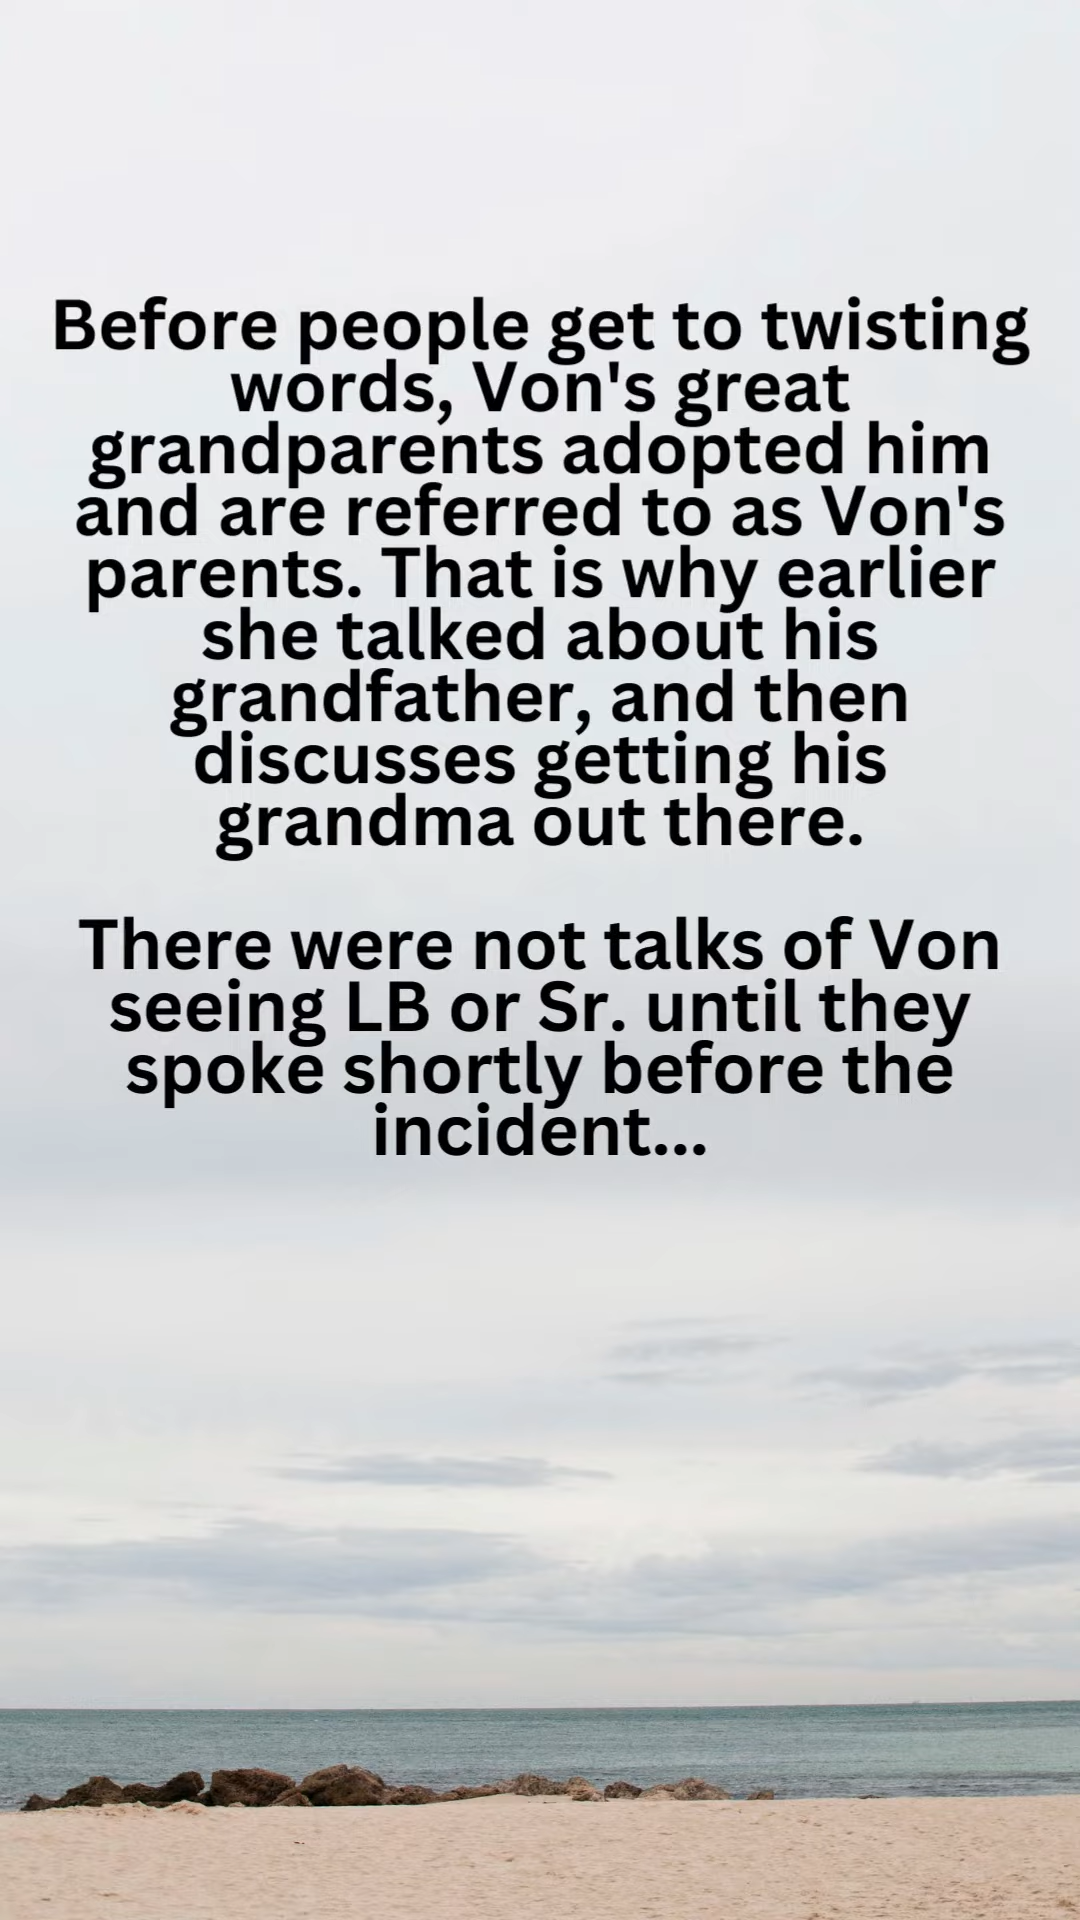 Before people get to twisting
words, Von's great
grandparents adopted him
and are referred to as Von's
parents. That is why earlier
she talked about his
grandfather, and then
discusses getting his
grandma out there.
There were not talks of Von
seeing LB or Sr. until they
spoke shortly before the
incident...